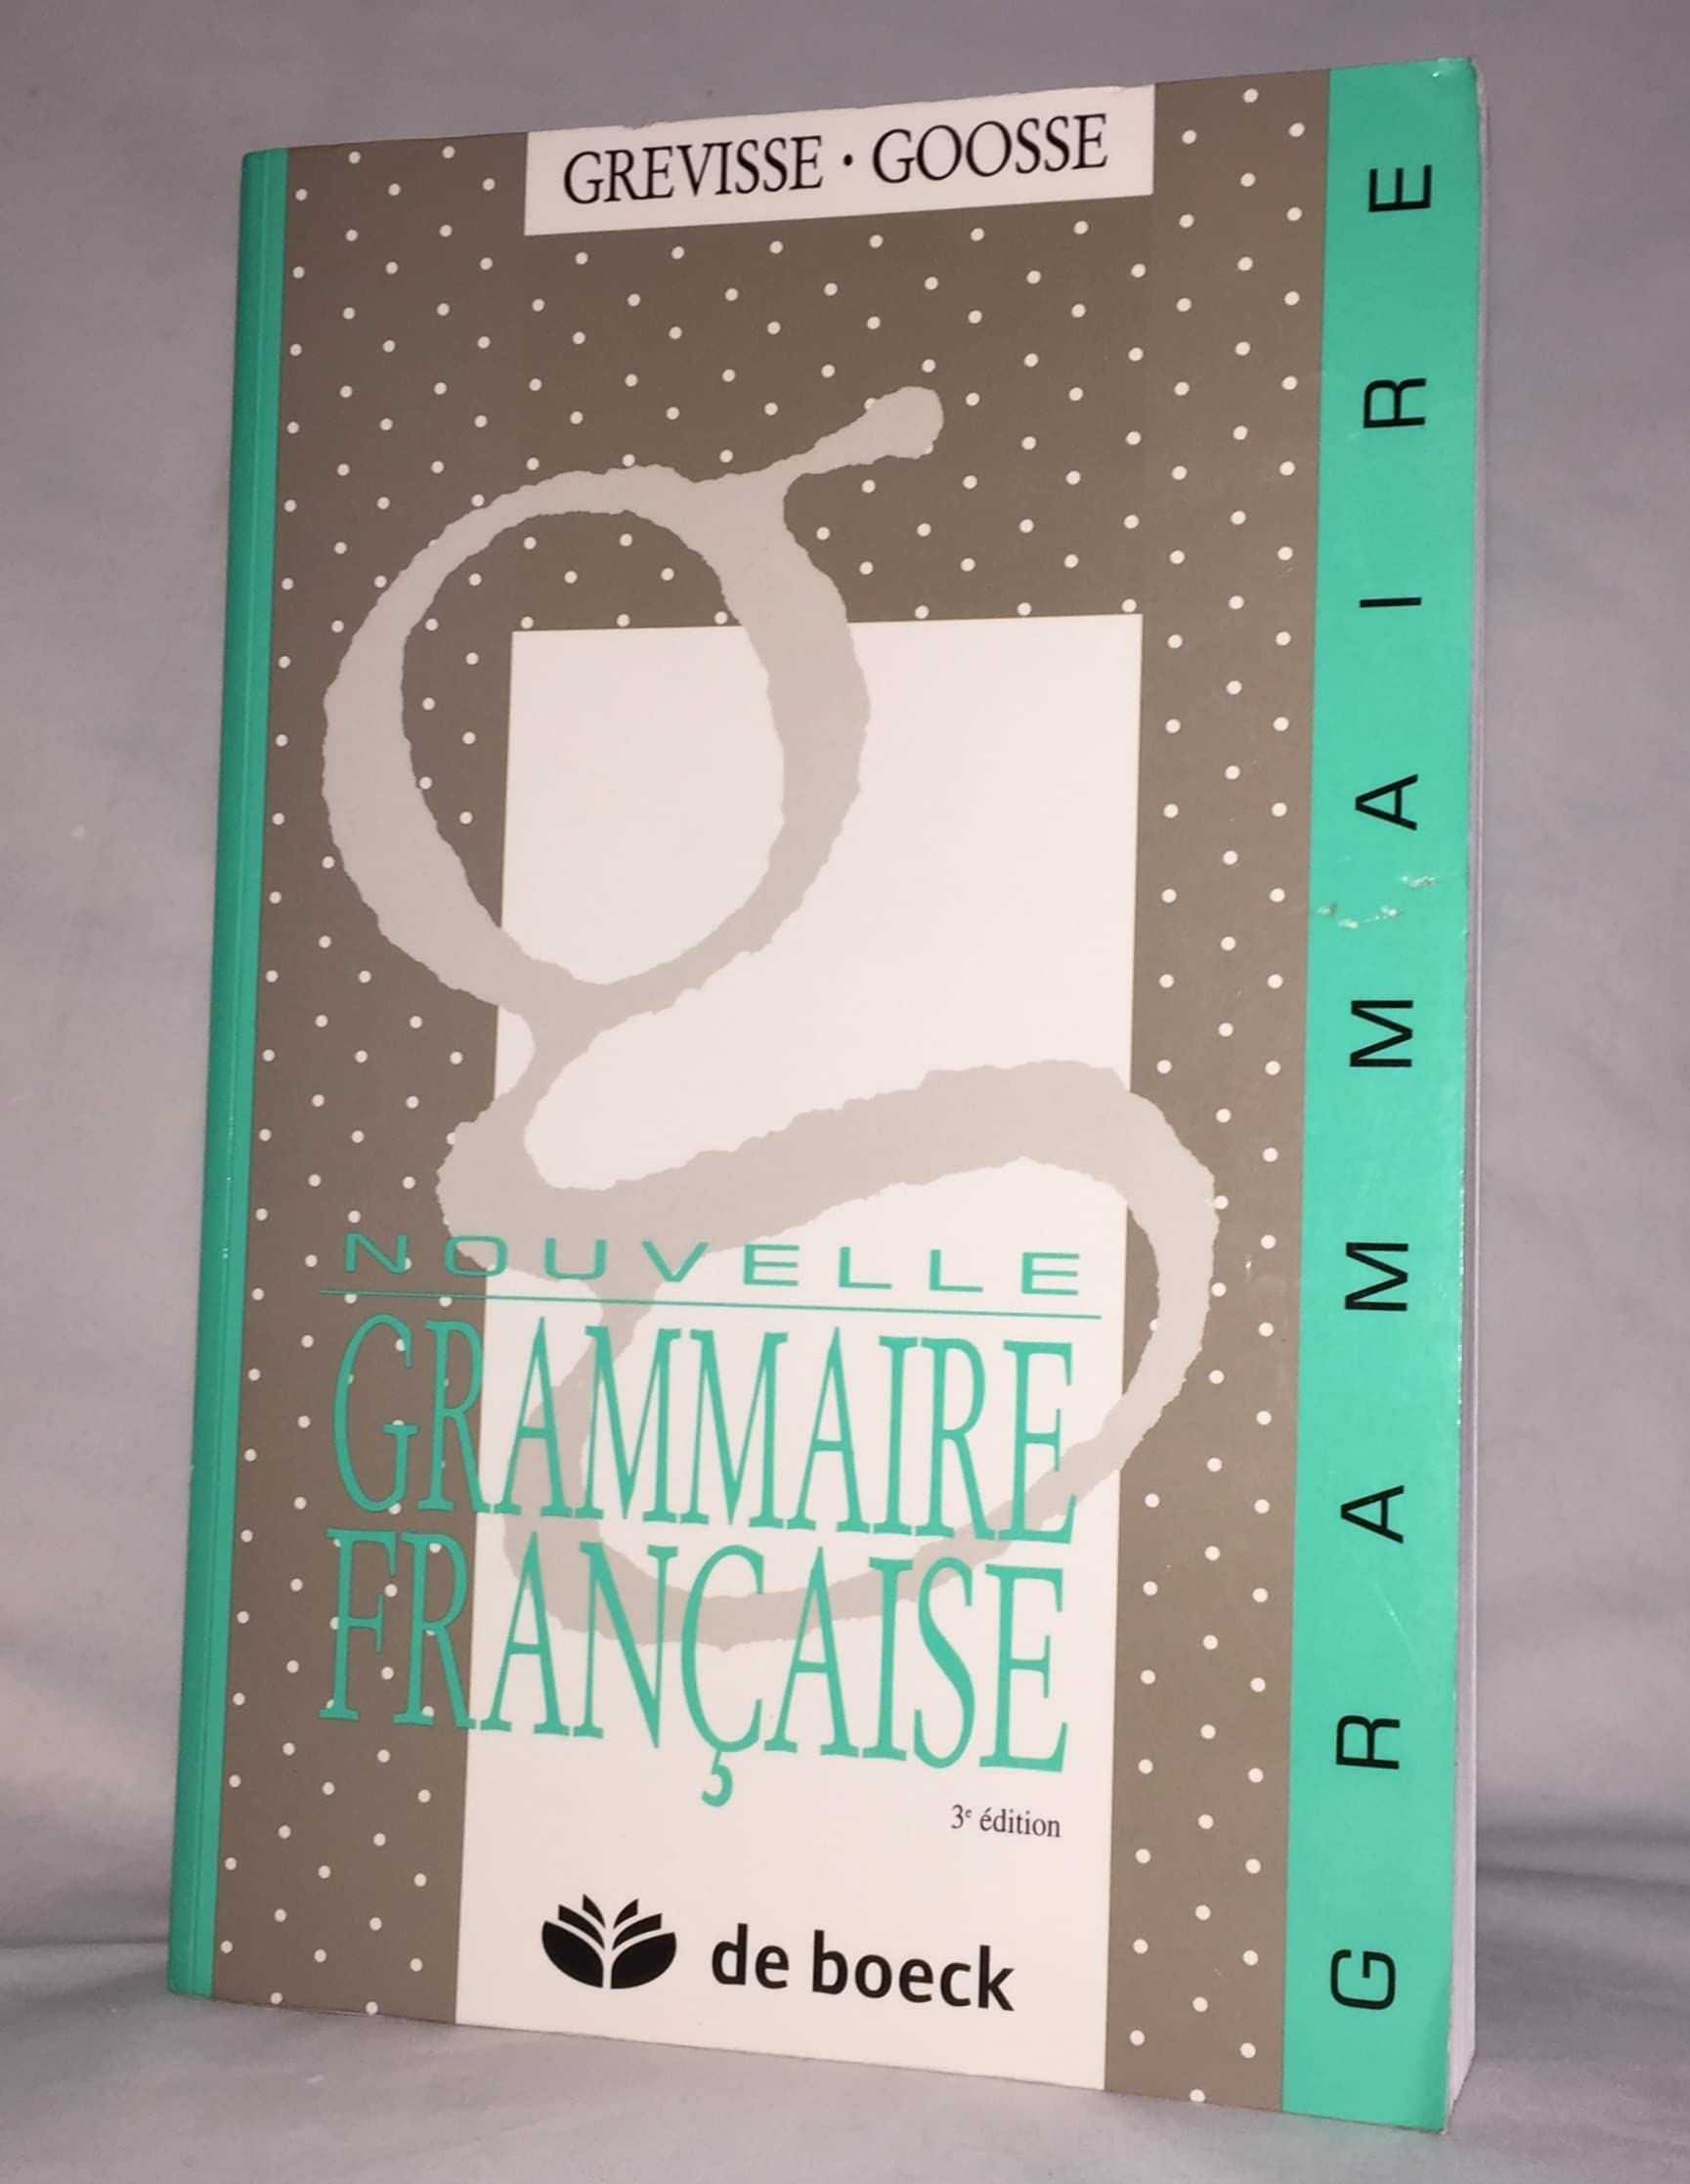 GREVISSE · GOOSSE
NOUVELLE
GRAMMAIRE
FRANÇAISE
3e édition
de boeck
GRAMMAIRE